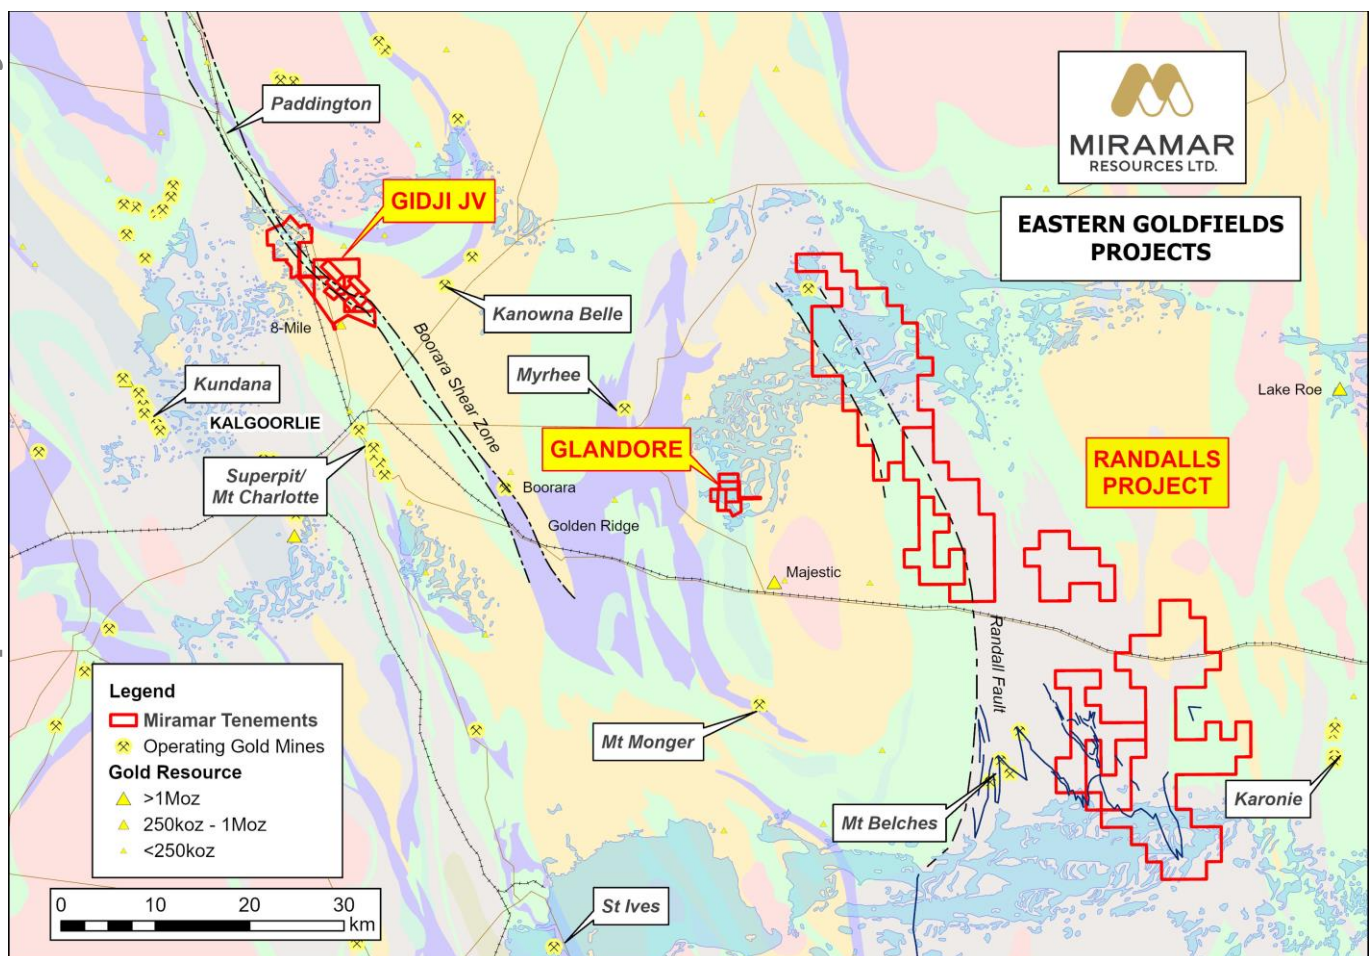 Paddington
MIRAMAR
RESOURCES LTD.
GIDJI JV
EASTERN GOLDFIELDS
PROJECTS
Kanowna Belle
8-Mile
Boorara Shear Zone
Myrhee
Kundana
Lake Roe
KALGOORLIE
GLANDORE
RANDALLS
PROJECT
Superpit/
Mt Charlotte
Boorara
Golden Ridge
Majestic
Randall Fault
Legend
Miramar Tenements
Operating Gold Mines
Gold Resource
>1Moz
250koz - 1Moz
<250koz
Mt Monger
Mt Belches
Karonie
St Ives
0 10 20 30
km